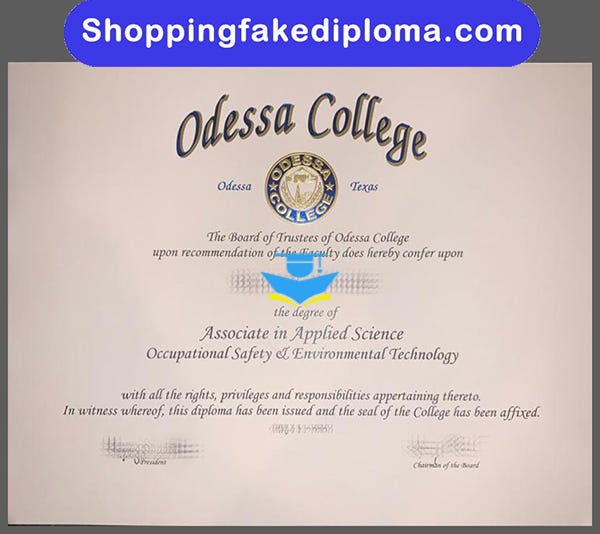 Shoppingfakediploma.com
Odessa College
Odessa Texas
ODESSA COLLEGE
The Board of Trustees of Odessa College
upon recommendation of the Faculty does hereby confer upon
the degree of
Associate in Applied Science
Occupational Safety & Environmental Technology
with all the rights, privileges and responsibilities appertaining thereto.
In witness whereof, this diploma has been issued and the seal of the College has been affixed.
President Chairman of the Board